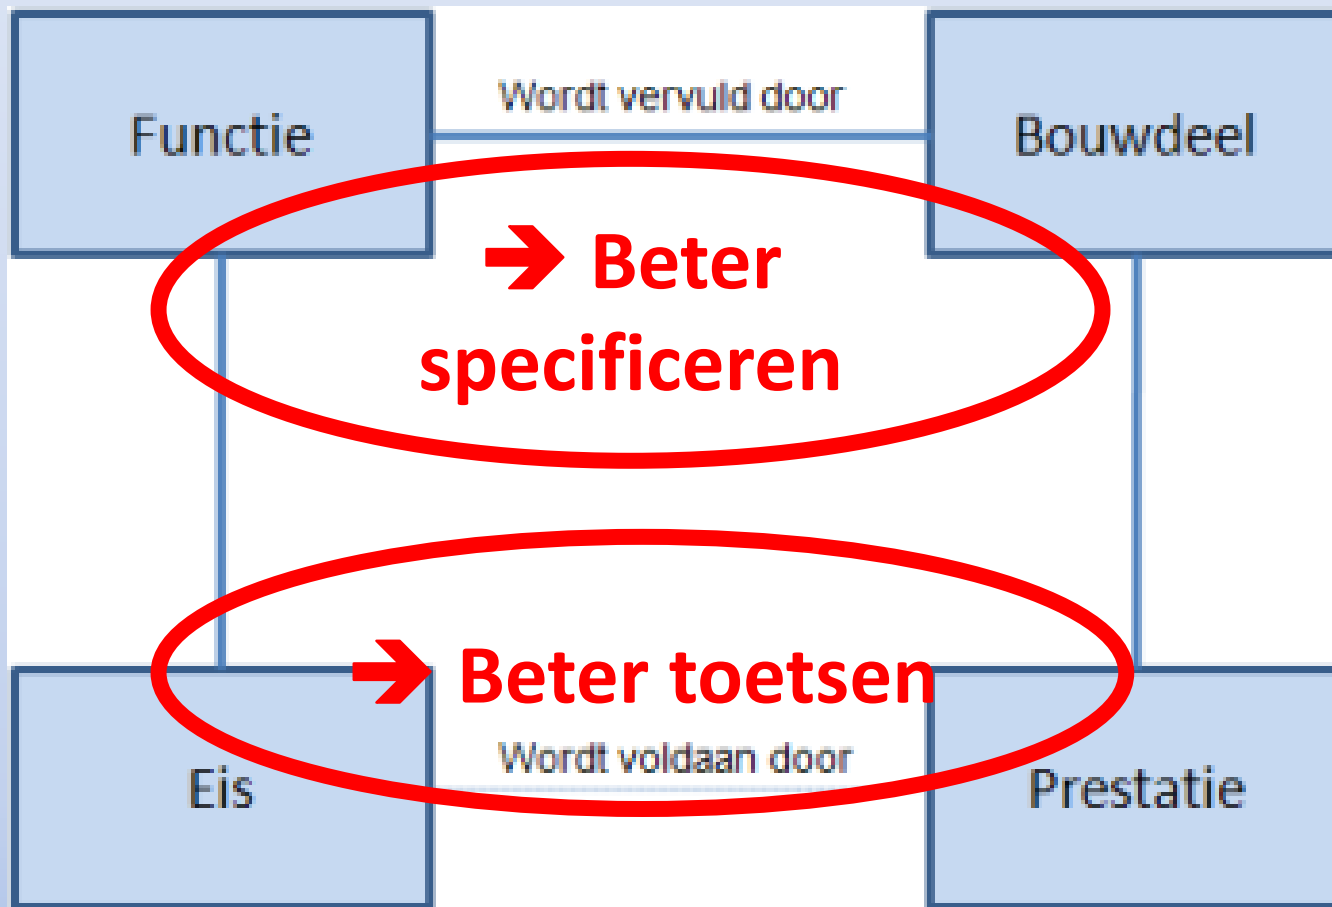 Wordt vervuld door
Functie
Bouwdeel
➔ Beter
specificeren
➔ Beter toetsen
Wordt voldaan door
Eis
Prestatie